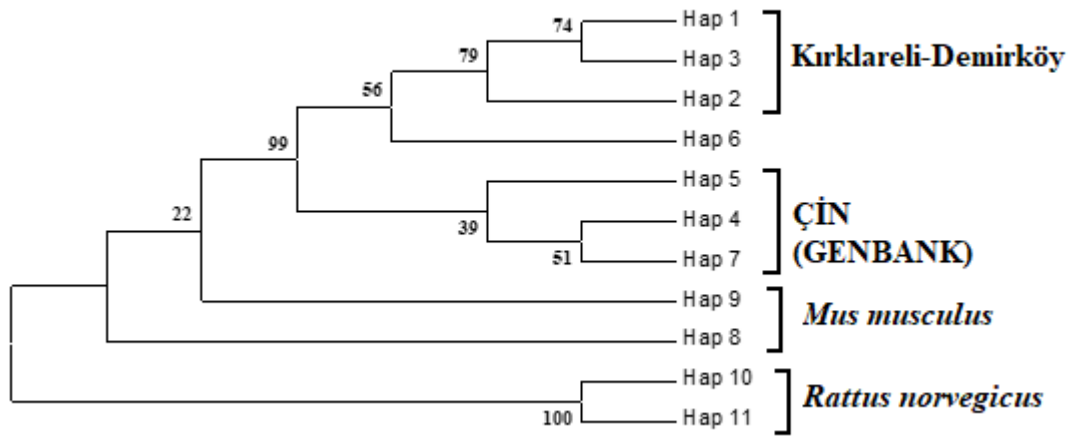 74
Hap 1
79
Hap 3
Kırklareli-Demirköy
56
Hap 2
99
Hap 6
22
Hap 5
39
Hap 4
ÇİN
(GENBANK)
51
Hap 7
Hap 9
Mus musculus
Hap 8
Hap 10
Rattus norvegicus
100
Hap 11